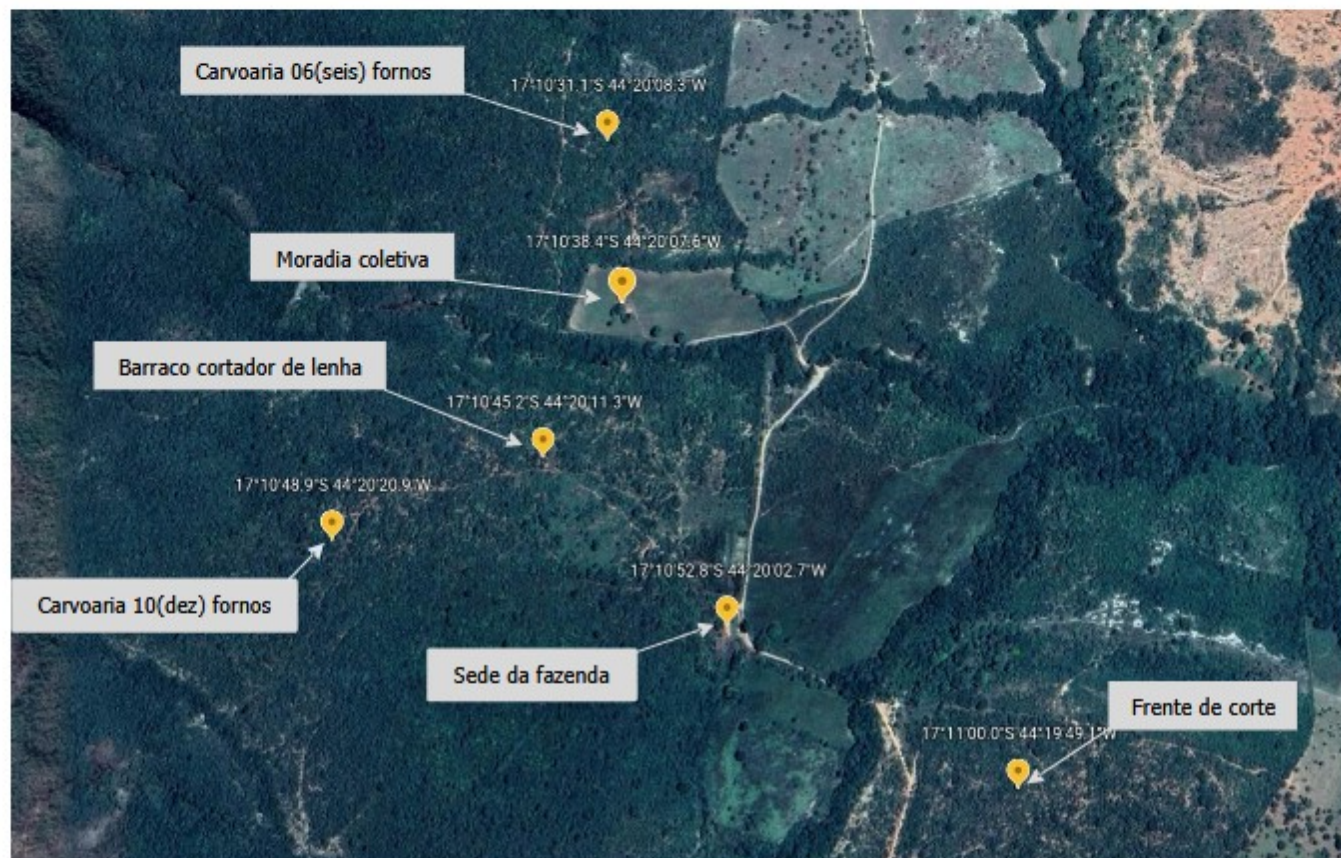 Carvoaria 06(seis) fornos
17°10'31.1"S 44°20'08.3"W
17°10'38.4"S 44°20'07.6"W
Moradia coletiva
Barraco cortador de lenha
17°10'45.2"S 44°20'11.3"W
17°10'48.9"S 44°20'20.9"W
17°10'52.8"S 44°20'02.7"W
Carvoaria 10(dez) fornos
Sede da fazenda
Frente de corte
17°11'00.0"S 44°19'49.1"W